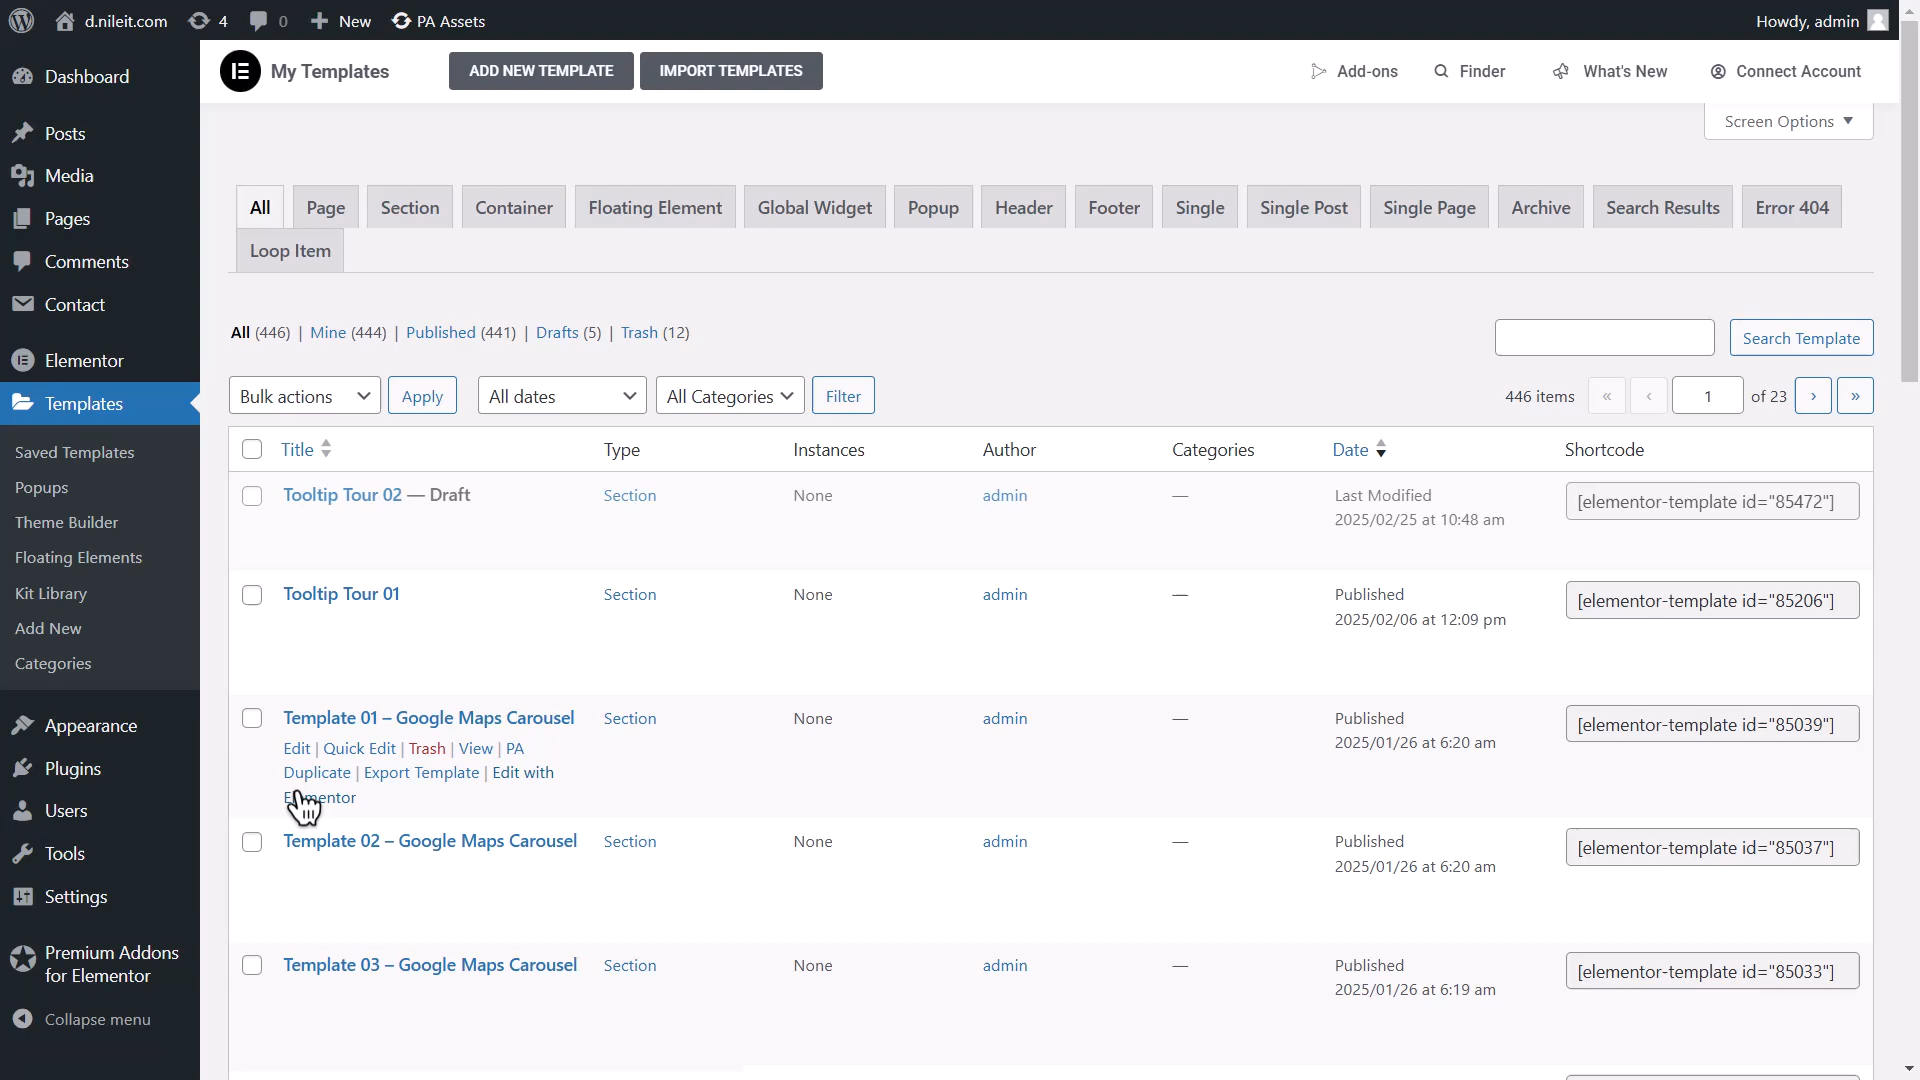 d.nileit.com 4 0 New PA Assets Howdy, admin
Dashboard
Posts
Media
Pages
Comments
Contact
Elementor
Templates
Saved Templates
Popups
Theme Builder
Floating Elements
Kit Library
Add New
Categories
Appearance
Plugins
Users
Tools
Settings
Premium Addons
for Elementor
Collapse menu
My Templates ADD NEW TEMPLATE IMPORT TEMPLATES Add-ons Finder What's New Connect Account
Screen Options
All Page Section Container Floating Element Global Widget Popup Header Footer Single Single Post Single Page Archive Search Results Error 404
Loop Item
All (446) | Mine (444) | Published (441) | Drafts (5) | Trash (12) Search Template
Bulk actions Apply All dates All Categories Filter 446 items « ‹ 1 of 23 › »
Title Type Instances Author Categories Date Shortcode
Tooltip Tour 02 — Draft Section None admin — Last Modified [elementor-template id="85472"]
2025/02/25 at 10:48 am
Tooltip Tour 01 Section None admin — Published [elementor-template id="85206"]
2025/02/06 at 12:09 pm
Template 01 – Google Maps Carousel Section None admin — Published [elementor-template id="85039"]
2025/01/26 at 6:20 am
Edit | Quick Edit | Trash | View | PA
Duplicate | Export Template | Edit with
Elementor
Template 02 – Google Maps Carousel Section None admin — Published [elementor-template id="85037"]
2025/01/26 at 6:20 am
Template 03 – Google Maps Carousel Section None admin — Published [elementor-template id="85033"]
2025/01/26 at 6:19 am